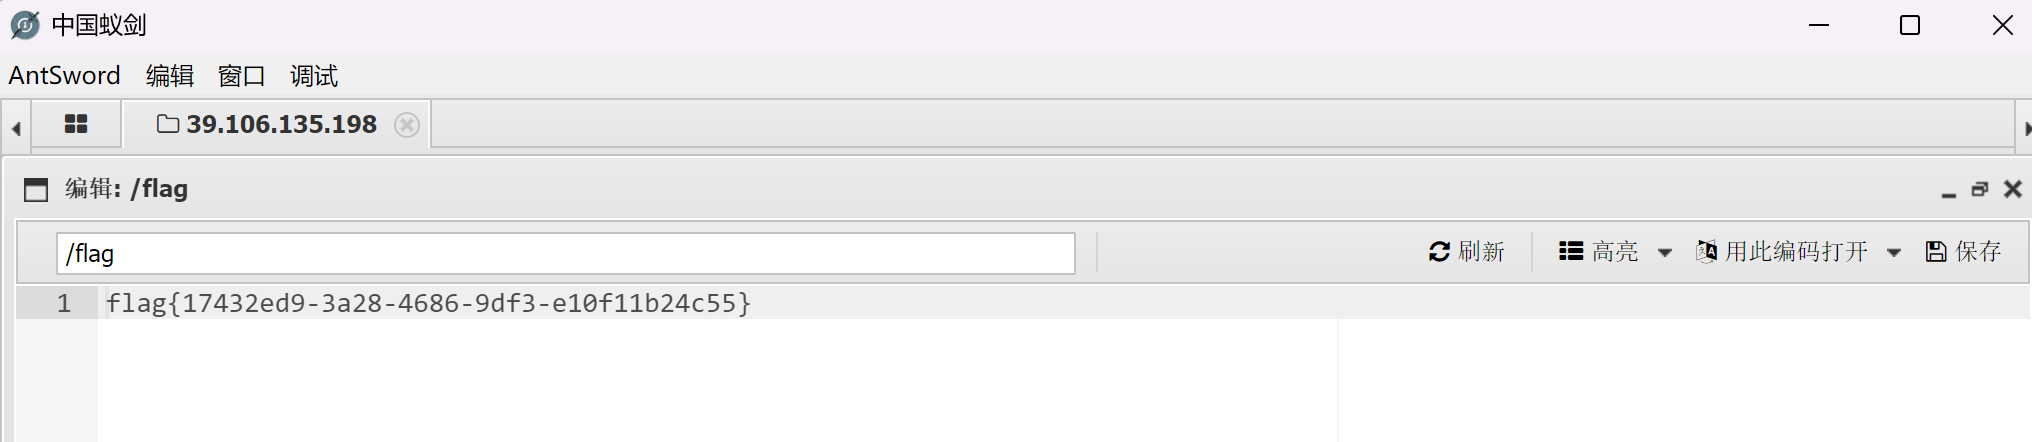 中国蚁剑
AntSword 编辑 窗口 调试
39.106.135.198
编辑: /flag
/flag 刷新 高亮 用此编码打开 保存
1 flag{17432ed9-3a28-4686-9df3-e10f11b24c55}